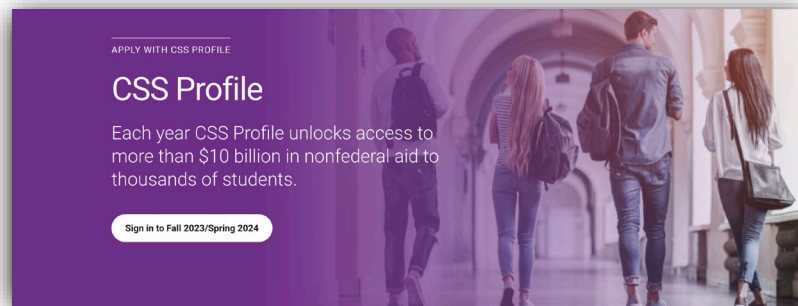 APPLY WITH CSS PROFILE
CSS Profile
Each year CSS Profile unlocks access to
more than $10 billion in nonfederal aid to
thousands of students.
Sign in to Fall 2023/Spring 2024